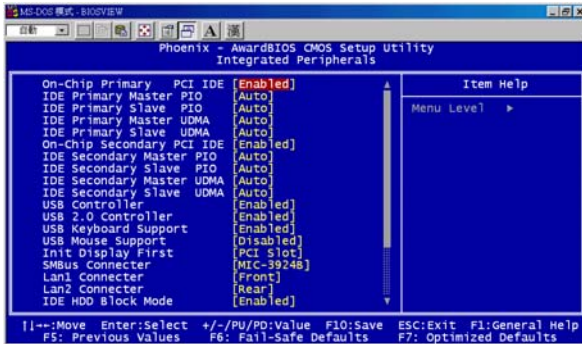 MS-DOS 模式 - BIOSVIEW
自動
A 漢
Phoenix - AwardBIOS CMOS Setup Utility
Integrated Peripherals
On-Chip Primary PCI IDE [Enabled]
IDE Primary Master PIO [Auto]
IDE Primary Slave PIO [Auto]
IDE Primary Master UDMA [Auto]
IDE Primary Slave UDMA [Auto]
On-Chip Secondary PCI IDE [Enabled]
IDE Secondary Master PIO [Auto]
IDE Secondary Slave PIO [Auto]
IDE Secondary Master UDMA [Auto]
IDE Secondary Slave UDMA [Auto]
USB Controller [Enabled]
USB 2.0 Controller [Enabled]
USB Keyboard Support [Enabled]
USB Mouse Support [Disabled]
Init Display First [PCI Slot]
SMBus Connecter [MIC-3924B]
Lan1 Connecter [Front]
Lan2 Connecter [Rear]
IDE HDD Block Mode [Enabled]
Item Help
Menu Level ▶
↑↓→←:Move Enter:Select +/-/PU/PD:Value F10:Save ESC:Exit F1:General Help
F5: Previous Values F6: Fail-Safe Defaults F7: Optimized Defaults